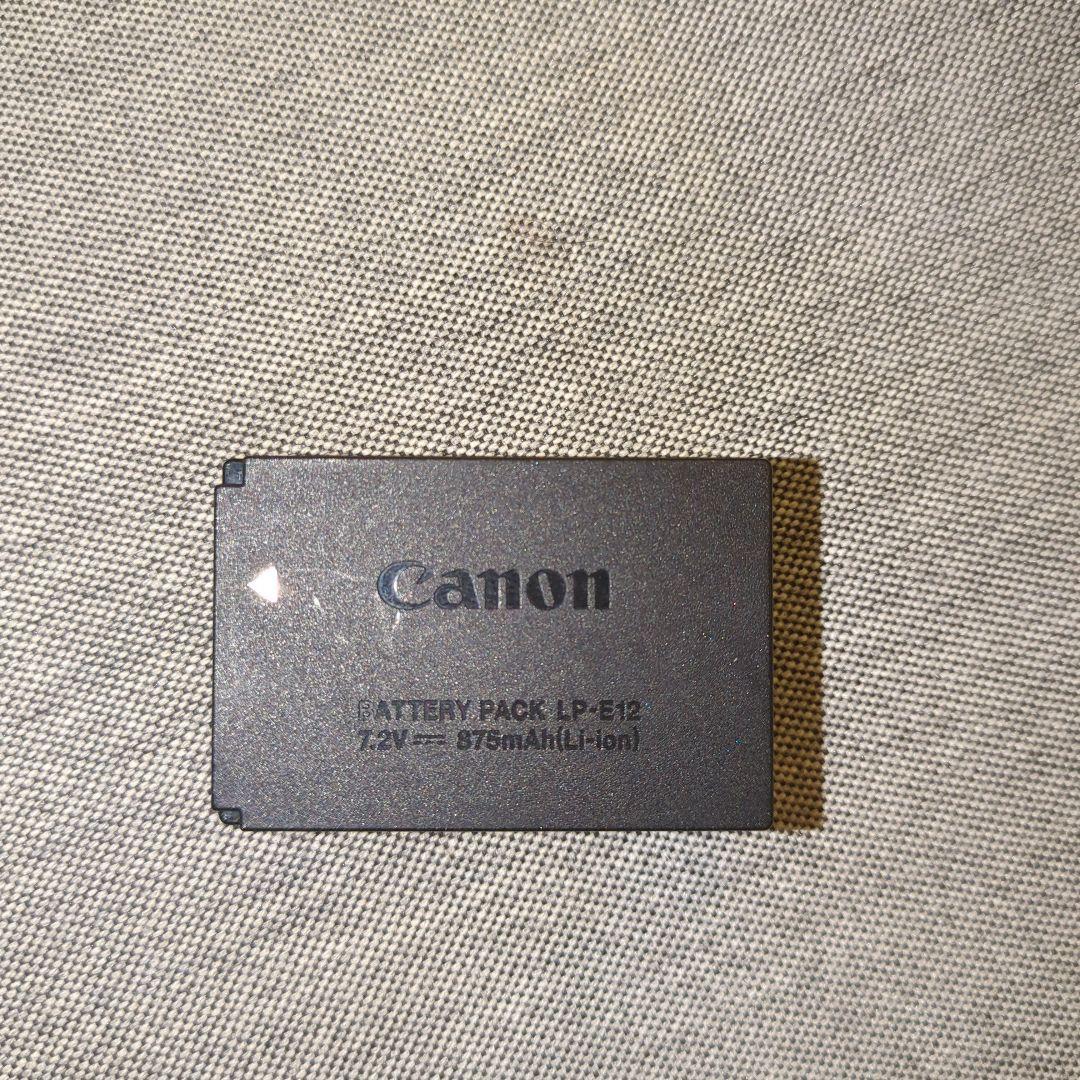 Canon
BATTERY PACK LP-E12
7.2V⎓ 875mAh(Li-ion)